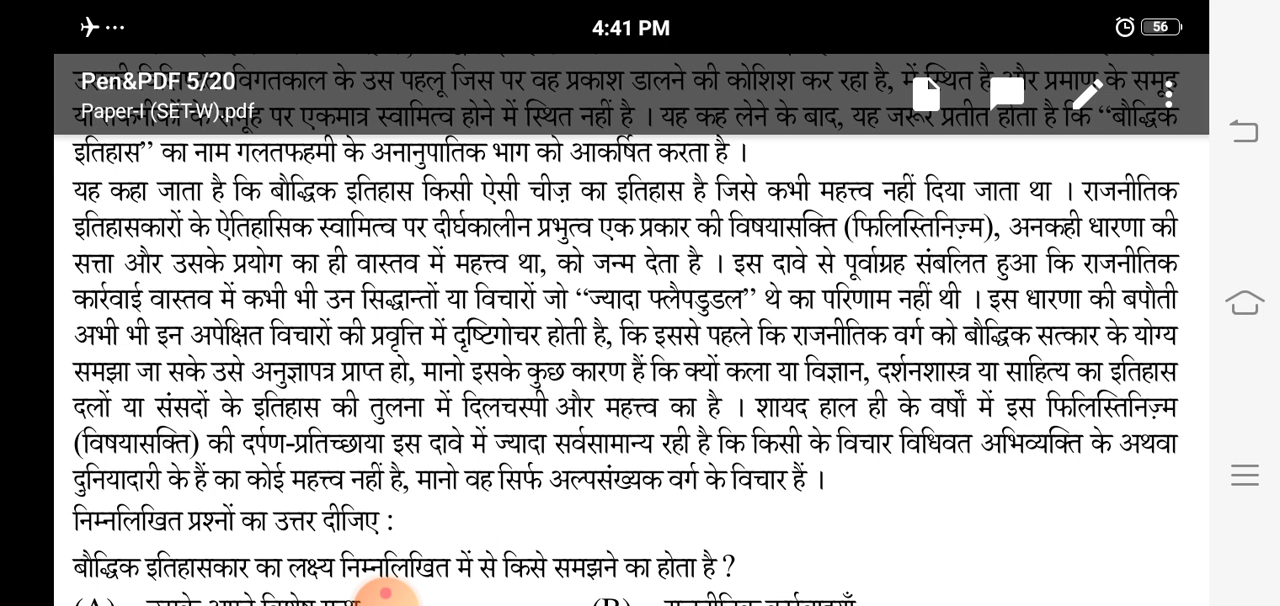 4:41 PM
56
Pen&PDF 5/20
Paper-I (SET-W).pdf
विगतकाल के उस पहलू जिस पर वह प्रकाश डालने की कोशिश कर रहा है, में स्थित है और प्रमाण के समूह
के समूह पर एकमात्र स्वामित्व होने में स्थित नहीं है । यह कह लेने के बाद, यह जरूर प्रतीत होता है कि “बौद्धिक
इतिहास” का नाम गलतफहमी के अनानुपातिक भाग को आकर्षित करता है ।
यह कहा जाता है कि बौद्धिक इतिहास किसी ऐसी चीज़ का इतिहास है जिसे कभी महत्त्व नहीं दिया जाता था । राजनीतिक
इतिहासकारों के ऐतिहासिक स्वामित्व पर दीर्घकालीन प्रभुत्व एक प्रकार की विषयासक्ति (फिलिस्तिनिज़्म), अनकही धारणा की
सत्ता और उसके प्रयोग का ही वास्तव में महत्त्व था, को जन्म देता है । इस दावे से पूर्वाग्रह संबलित हुआ कि राजनीतिक
कार्रवाई वास्तव में कभी भी उन सिद्धान्तों या विचारों जो “ज्यादा फ्लैपडुडल” थे का परिणाम नहीं थी । इस धारणा की बपौती
अभी भी इन अपेक्षित विचारों की प्रवृत्ति में दृष्टिगोचर होती है, कि इससे पहले कि राजनीतिक वर्ग को बौद्धिक सत्कार के योग्य
समझा जा सके उसे अनुज्ञापत्र प्राप्त हो, मानो इसके कुछ कारण हैं कि क्यों कला या विज्ञान, दर्शनशास्त्र या साहित्य का इतिहास
दलों या संसदों के इतिहास की तुलना में दिलचस्पी और महत्त्व का है । शायद हाल ही के वर्षों में इस फिलिस्तिनिज़्म
(विषयासक्ति) की दर्पण-प्रतिच्छाया इस दावे में ज्यादा सर्वसामान्य रही है कि किसी के विचार विधिवत अभिव्यक्ति के अथवा
दुनियादारी के हैं का कोई महत्त्व नहीं है, मानो वह सिर्फ अल्पसंख्यक वर्ग के विचार हैं ।
निम्नलिखित प्रश्नों का उत्तर दीजिए :
बौद्धिक इतिहासकार का लक्ष्य निम्नलिखित में से किसे समझने का होता है ?